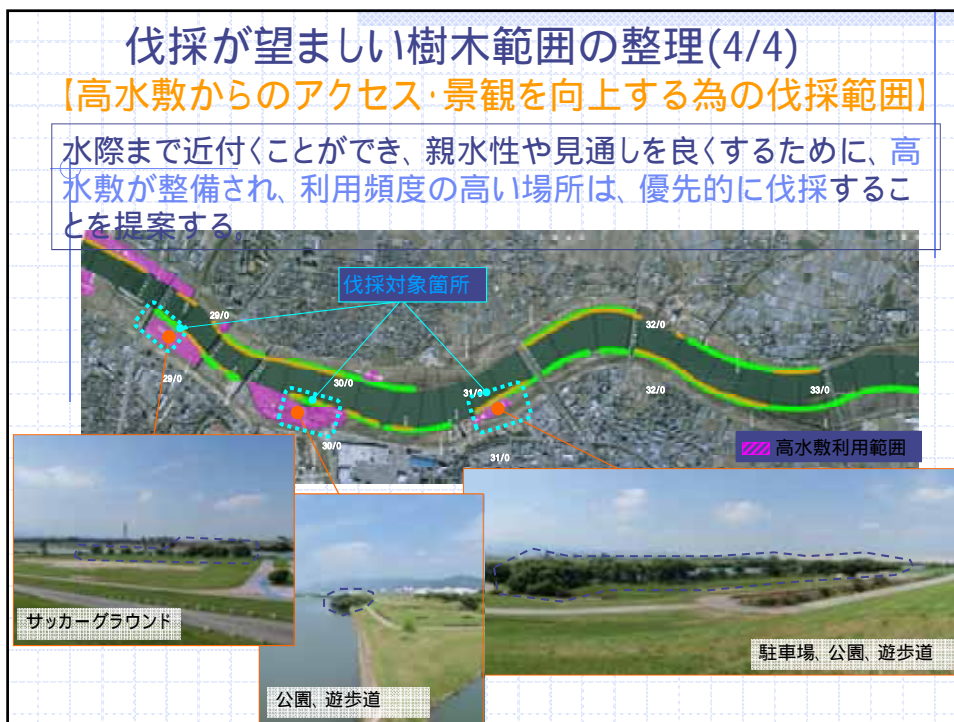 伐採が望ましい樹木範囲の整理(4/4)
【高水敷からのアクセス・景観を向上する為の伐採範囲】
水際まで近付くことができ、親水性や見通しを良くするために、高
水敷が整備され、利用頻度の高い場所は、優先的に伐採するこ
とを提案する。
伐採対象箇所
29/0
29/0
30/0
30/0
31/0
31/0
32/0
32/0
33/0
高水敷利用範囲
サッカーグラウンド
公園、遊歩道
駐車場、公園、遊歩道